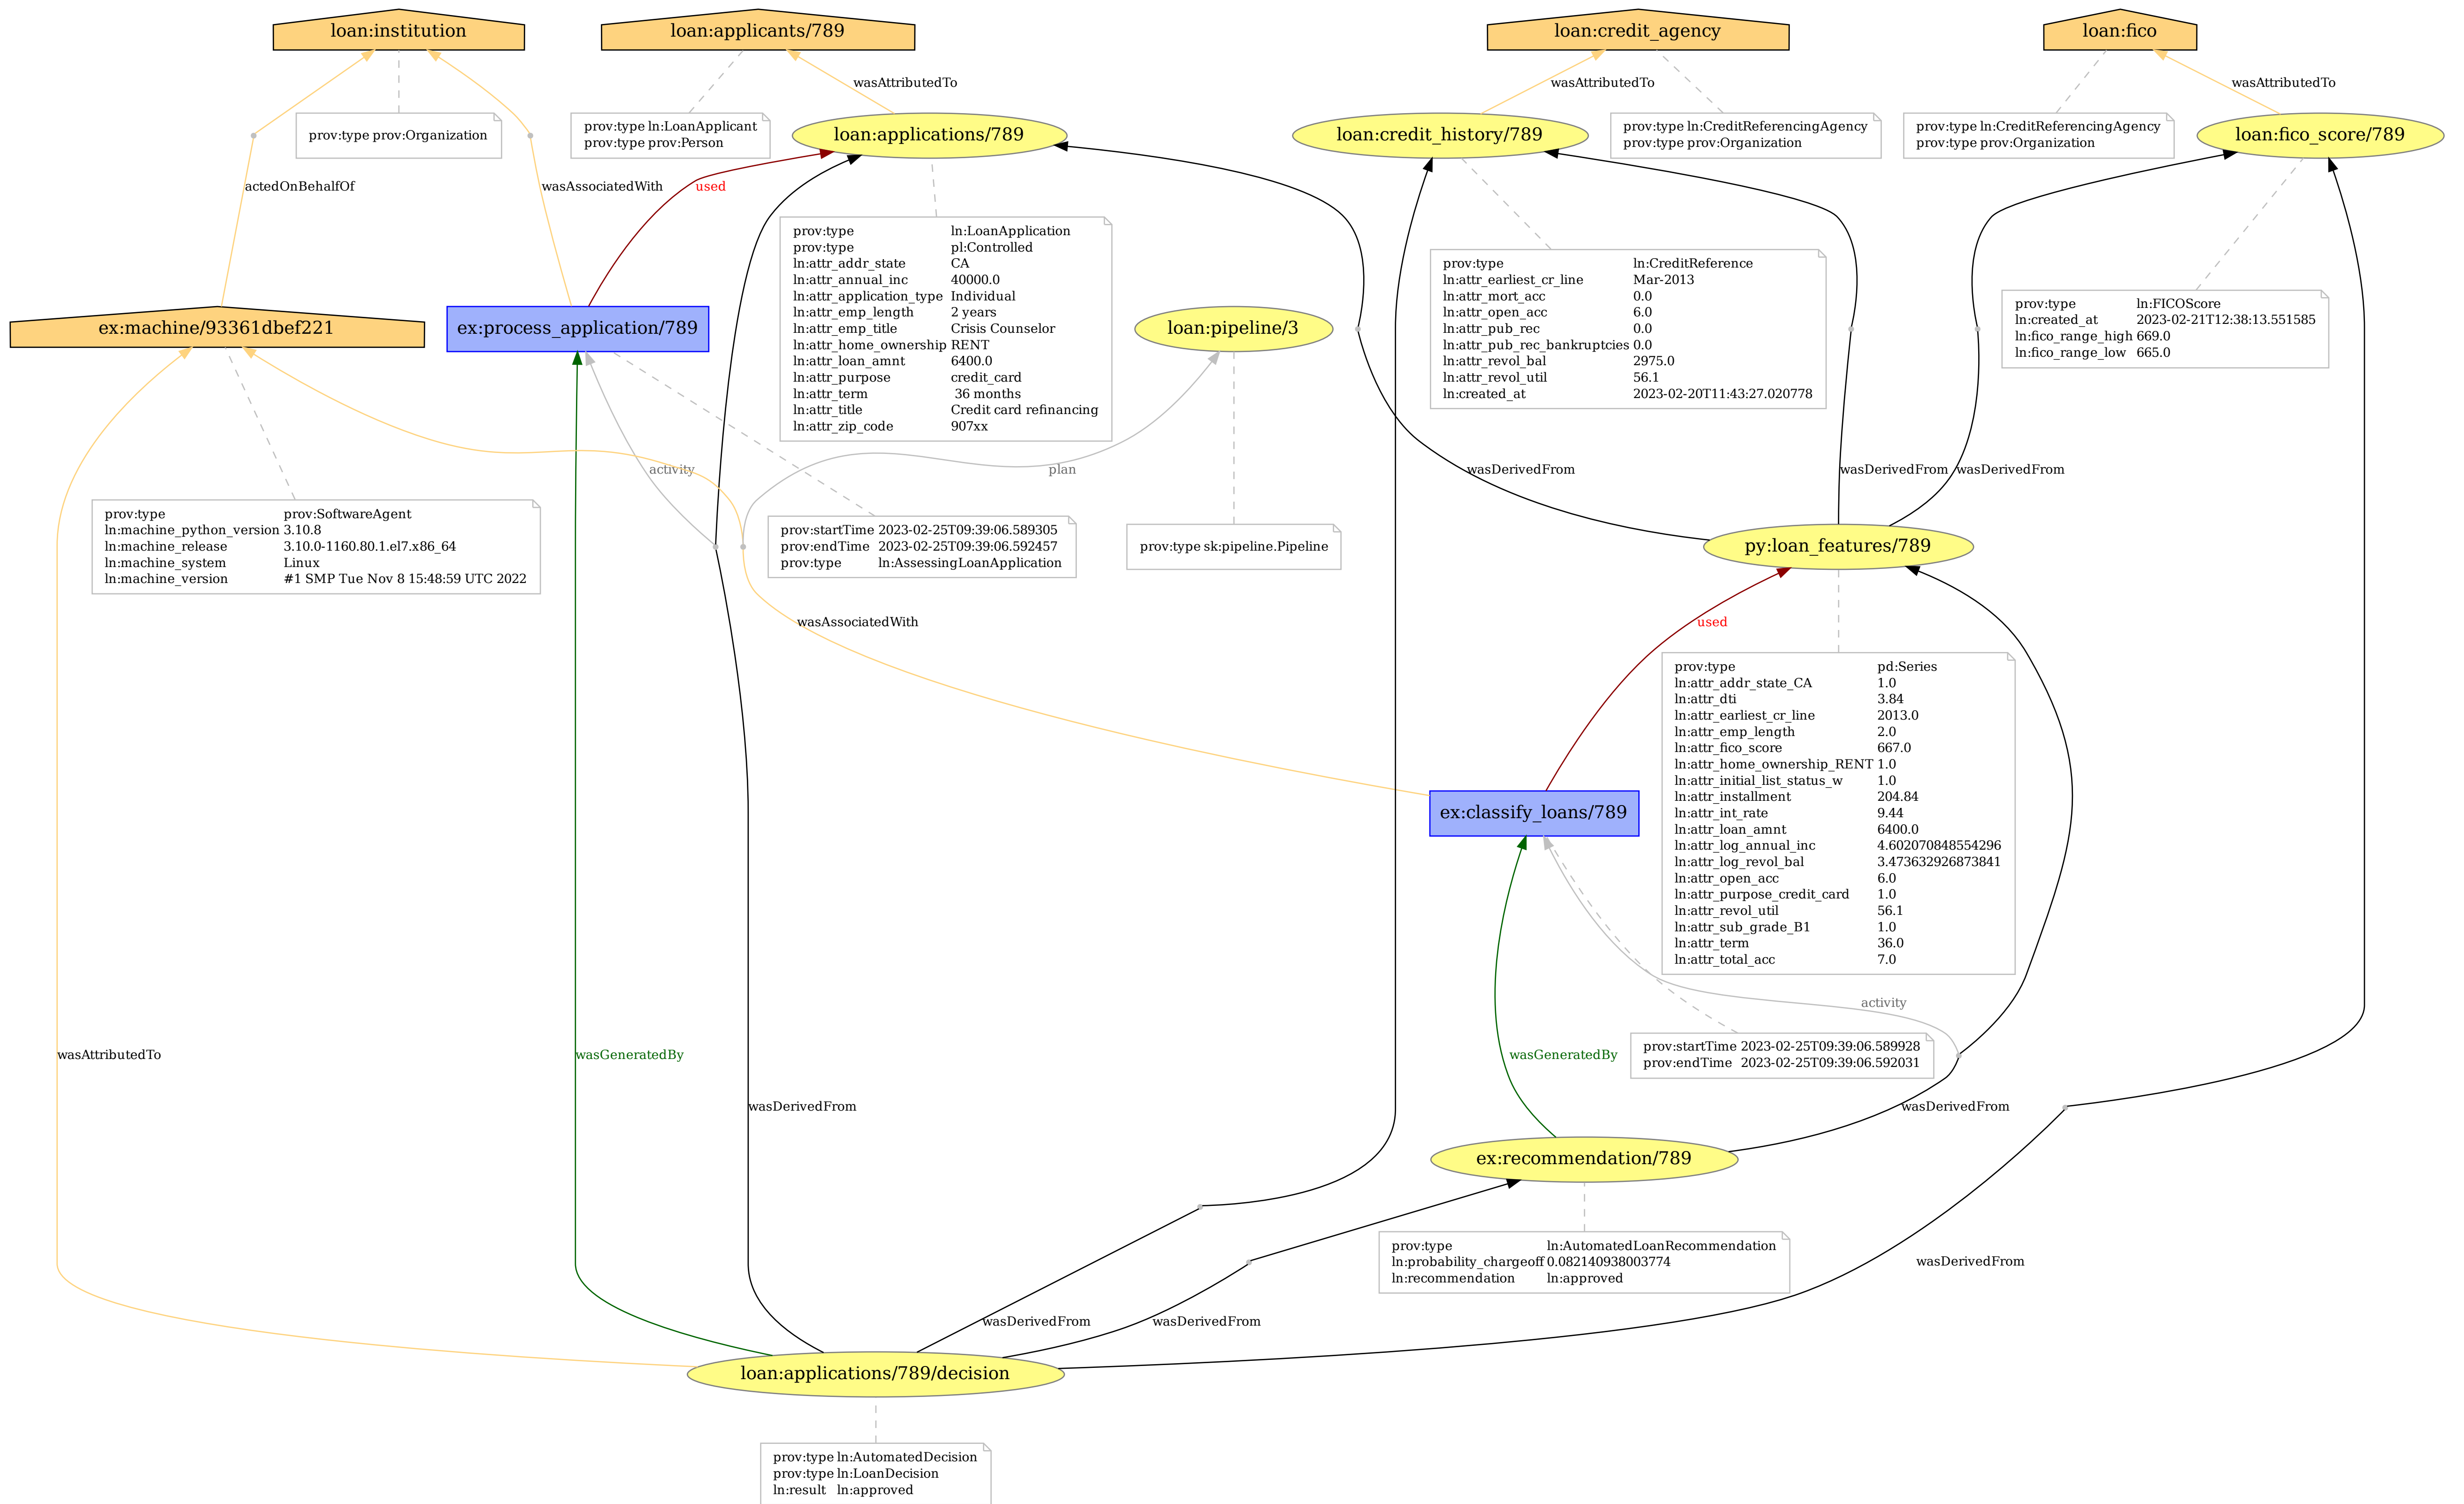 loan:institution
loan:applicants/789
loan:credit_agency
loan:fico
wasAttributedTo
wasAttributedTo
wasAttributedTo
prov:type prov:Organization
prov:type ln:LoanApplicant
prov:type prov:Person
loan:applications/789
loan:credit_history/789
prov:type ln:CreditReferencingAgency
prov:type prov:Organization
prov:type ln:CreditReferencingAgency
prov:type prov:Organization
loan:fico_score/789
actedOnBehalfOf
wasAssociatedWith
used
prov:type ln:LoanApplication
prov:type pl:Controlled
ln:attr_addr_state CA
ln:attr_annual_inc 40000.0
ln:attr_application_type Individual
ln:attr_emp_length 2 years
ln:attr_emp_title Crisis Counselor
ln:attr_home_ownership RENT
ln:attr_loan_amnt 6400.0
ln:attr_purpose credit_card
ln:attr_term 36 months
ln:attr_title Credit card refinancing
ln:attr_zip_code 907xx
prov:type ln:CreditReference
ln:attr_earliest_cr_line Mar-2013
ln:attr_mort_acc 0.0
ln:attr_open_acc 6.0
ln:attr_pub_rec 0.0
ln:attr_pub_rec_bankruptcies 0.0
ln:attr_revol_bal 2975.0
ln:attr_revol_util 56.1
ln:created_at 2023-02-20T11:43:27.020778
prov:type ln:FICOScore
ln:created_at 2023-02-21T12:38:13.551585
ln:fico_range_high 669.0
ln:fico_range_low 665.0
ex:machine/93361dbef221
ex:process_application/789
loan:pipeline/3
activity
plan
wasDerivedFrom
wasDerivedFrom
wasDerivedFrom
prov:type prov:SoftwareAgent
ln:machine_python_version 3.10.8
ln:machine_release 3.10.0-1160.80.1.el7.x86_64
ln:machine_system Linux
ln:machine_version #1 SMP Tue Nov 8 15:48:59 UTC 2022
prov:startTime 2023-02-25T09:39:06.589305
prov:endTime 2023-02-25T09:39:06.592457
prov:type ln:AssessingLoanApplication
prov:type sk:pipeline.Pipeline
py:loan_features/789
wasAssociatedWith
used
prov:type pd:Series
ln:attr_addr_state_CA 1.0
ln:attr_dti 3.84
ln:attr_earliest_cr_line 2013.0
ln:attr_emp_length 2.0
ln:attr_fico_score 667.0
ln:attr_home_ownership_RENT 1.0
ln:attr_initial_list_status_w 1.0
ln:attr_installment 204.84
ln:attr_int_rate 9.44
ln:attr_loan_amnt 6400.0
ln:attr_log_annual_inc 4.602070848554296
ln:attr_log_revol_bal 3.473632926873841
ln:attr_open_acc 6.0
ln:attr_purpose_credit_card 1.0
ln:attr_revol_util 56.1
ln:attr_sub_grade_B1 1.0
ln:attr_term 36.0
ln:attr_total_acc 7.0
ex:classify_loans/789
activity
prov:startTime 2023-02-25T09:39:06.589928
prov:endTime 2023-02-25T09:39:06.592031
wasAttributedTo
wasGeneratedBy
wasGeneratedBy
wasDerivedFrom
wasDerivedFrom
ex:recommendation/789
prov:type ln:AutomatedLoanRecommendation
ln:probability_chargeoff 0.082140938003774
ln:recommendation ln:approved
wasDerivedFrom
wasDerivedFrom
wasDerivedFrom
loan:applications/789/decision
prov:type ln:AutomatedDecision
prov:type ln:LoanDecision
ln:result ln:approved